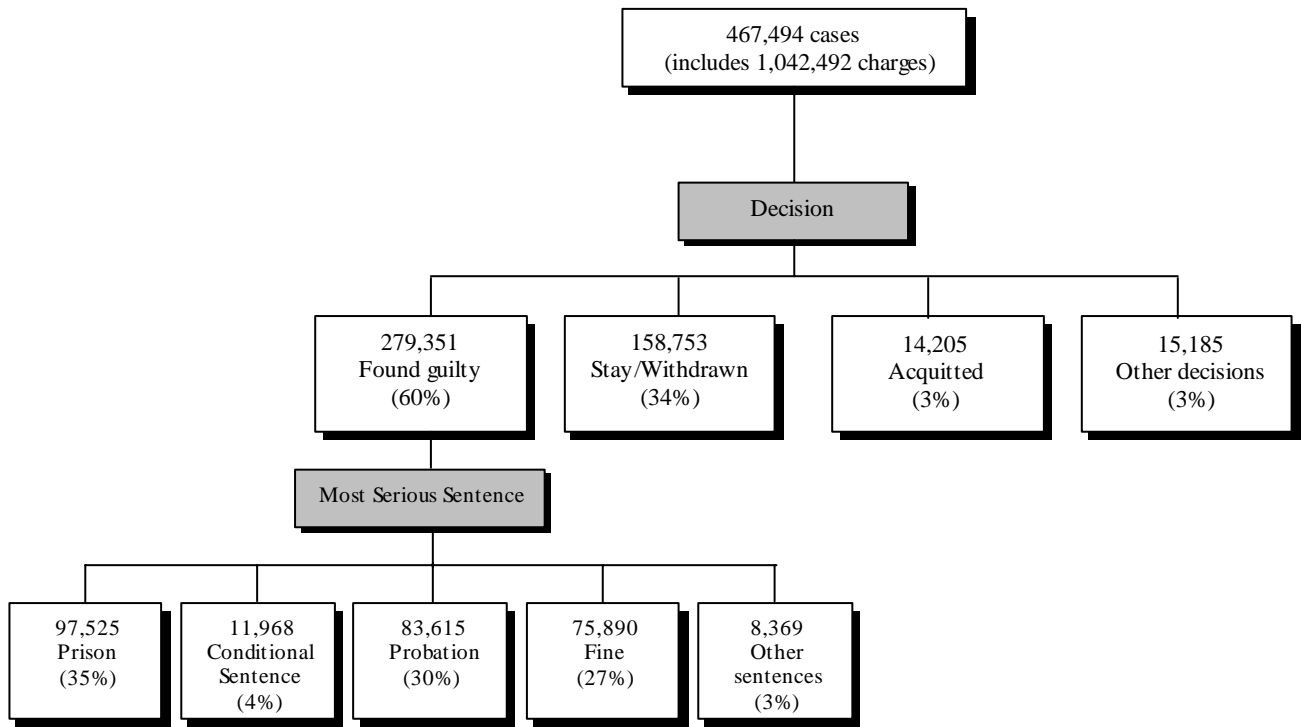 467,494 cases
(includes 1,042,492 charges)
Decision
279,351
Found guilty
(60%)
158,753
Stay/Withdrawn
(34%)
14,205
Acquitted
(3%)
15,185
Other decisions
(3%)
Most Serious Sentence
97,525
Prison
(35%)
11,968
Conditional
Sentence
(4%)
83,615
Probation
(30%)
75,890
Fine
(27%)
8,369
Other
sentences
(3%)